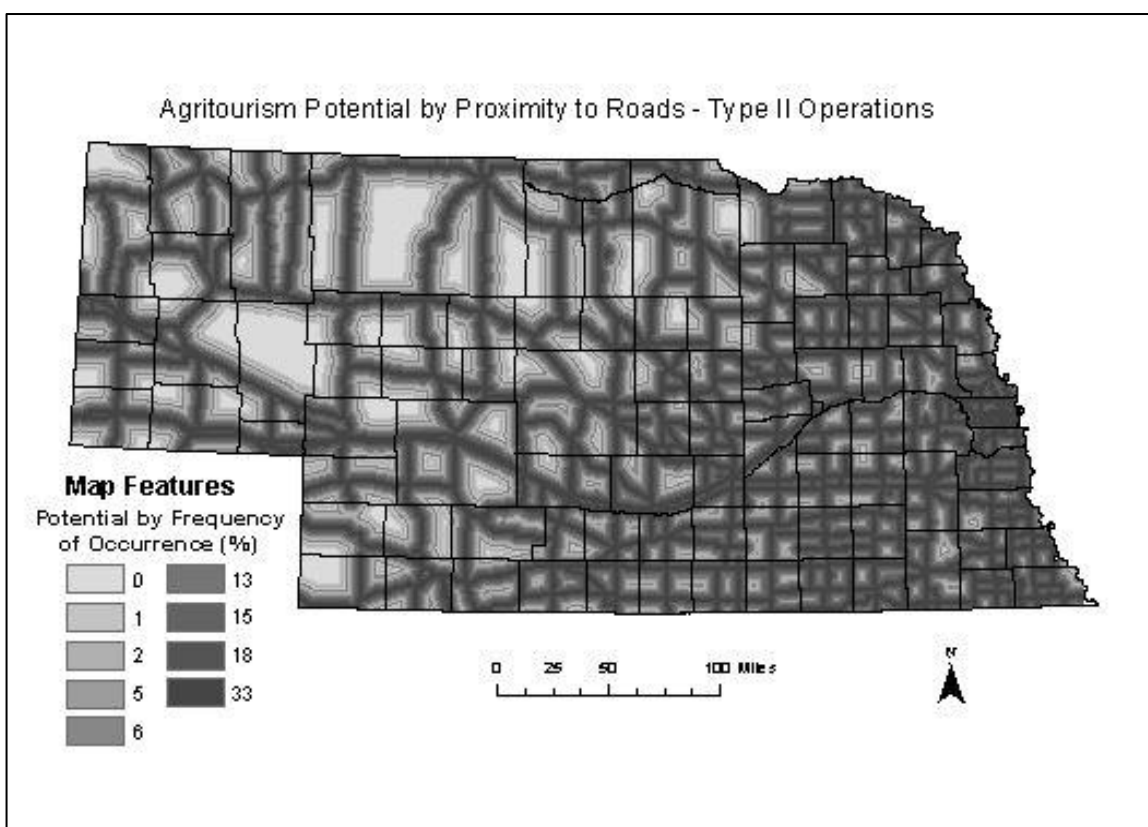 Agritourism Potential by Proximity to Roads - Type II Operations
Map Features
Potential by Frequency
of Occurrence (%)
0 13
1 15
2 18
5 33
6
0 25 50 100 Miles
N